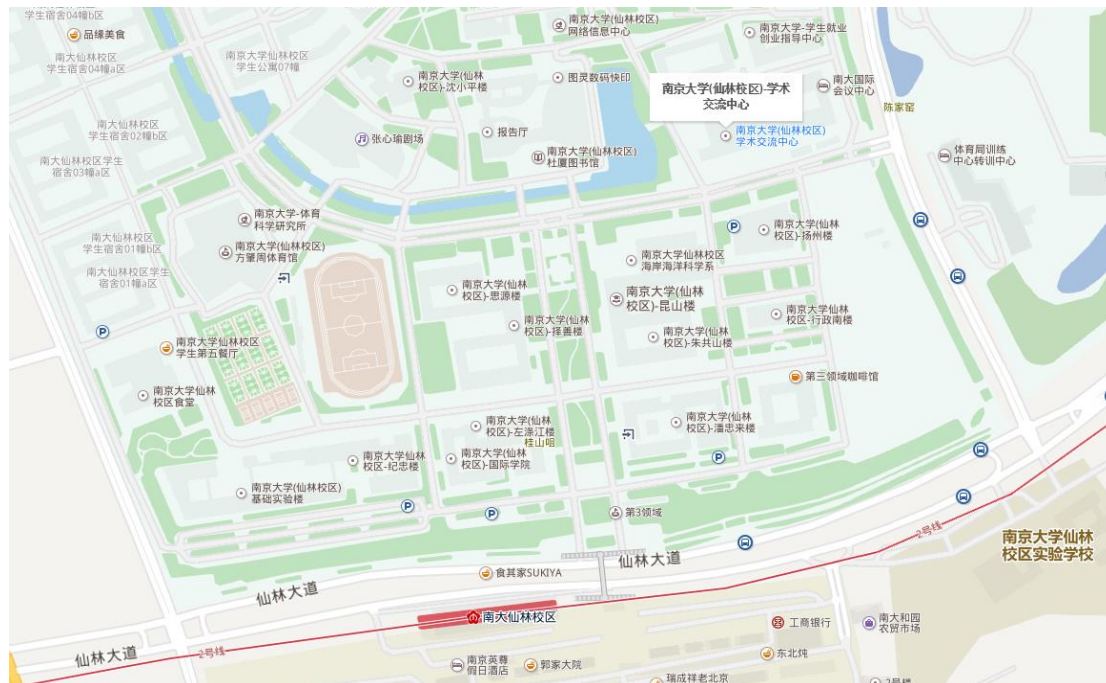 学生宿舍04幢b区
品缘美食
南大仙林校区
学生宿舍04幢a区
南京大学仙林校区
学生公寓07幢
南京大学(仙林校区)
网络信息中心
南京大学-学生就业
创业指导中心
南京大学(仙林
校区)-沈小平楼
图灵数码快印
南京大学(仙林校区)-学术
交流中心
南大国际
会议中心
陈家窑
南大仙林校区
学生宿舍02幢b区
张心瑜剧场
报告厅
南京大学(仙林校区)
杜厦图书馆
南京大学(仙林校区)
学术交流中心
体育局训练
中心转训中心
南大仙林校区学生
宿舍03幢a区
南京大学-体育
科学研究所
南大仙林校区
学生宿舍01幢b区
南京大学(仙林校区)
方肇周体育馆
P
南京大学(仙林
校区)-扬州楼
南京大学仙林校区
海岸海洋科学系
南大仙林校区学生
宿舍01幢a区
南京大学(仙林
校区)-思源楼
南京大学(仙林
校区)-昆山楼
南京大学(仙林
校区)-择善楼
南京大学仙林
校区-行政南楼
P
南京大学(仙林
校区)-朱共山楼
南京大学仙林校区
学生第五餐厅
第三领域咖啡馆
南京大学仙林
校区食堂
南京大学(仙林
校区)-左涤江楼
桂山咀
南京大学(仙林
校区)-潘忠来楼
南京大学仙林
校区-纪忠楼
南京大学(仙林
校区)-国际学院
P
南京大学(仙林校区)
基础实验楼
P
P
第3领域
2号线
南京大学仙林
校区实验学校
仙林大道
食其家SUKIYA
仙林大道
南大仙林校区
工商银行
南大和园
农贸市场
仙林大道
2号线
南京英尊
假日酒店
郭家大院
东北炖
瑞成祥老北京
2号楼